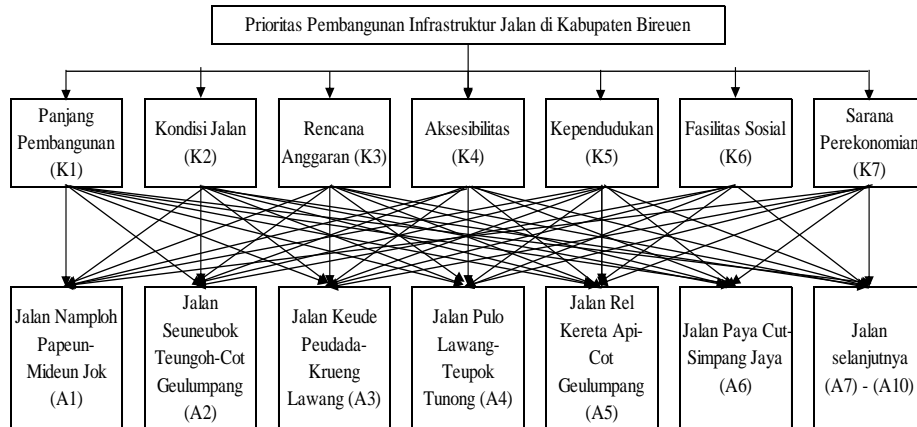 Prioritas Pembangunan Infrastruktur Jalan di Kabupaten Bireuen
Panjang
Pembangunan
(K1)
Kondisi Jalan
(K2)
Rencana
Anggaran (K3)
Aksesibilitas
(K4)
Kependudukan
(K5)
Fasilitas Sosial
(K6)
Sarana
Perekonomian
(K7)
Jalan Namploh
Papeun-
Mideun Jok
(A1)
Jalan
Seuneubok
Teungoh-Cot
Geulumpang
(A2)
Jalan Keude
Peudada-
Krueng
Lawang (A3)
Jalan Pulo
Lawang-
Teupok
Tunong (A4)
Jalan Rel
Kereta Api-
Cot
Geulumpang
(A5)
Jalan Paya Cut-
Simpang Jaya
(A6)
Jalan
selanjutnya
(A7) - (A10)